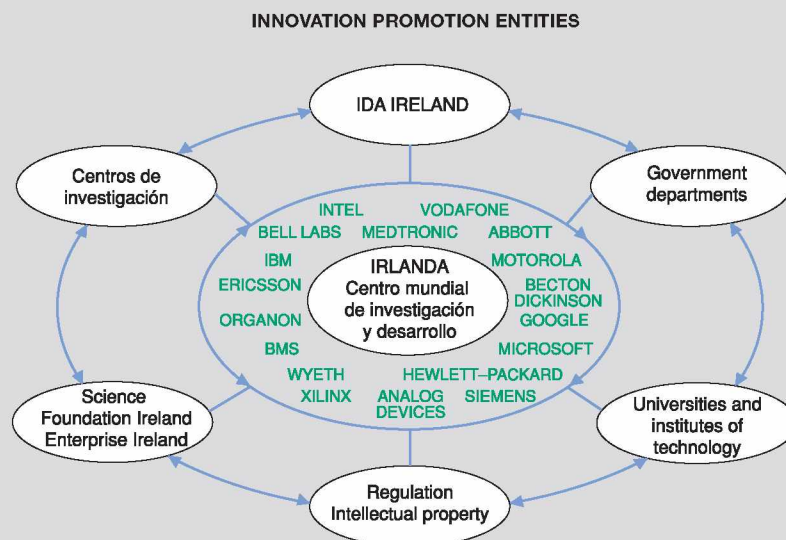 INNOVATION PROMOTION ENTITIES
IDA IRELAND
Centros de
investigación
Government
departments
INTEL VODAFONE
BELL LABS MEDTRONIC ABBOTT
IBM MOTOROLA
ERICSSON BECTON
DICKINSON
ORGANON GOOGLE
BMS MICROSOFT
IRLANDA
Centro mundial
de investigación
y desarrollo
WYETH HEWLETT–PACKARD
XILINX ANALOG SIEMENS
DEVICES
Science
Foundation Ireland
Enterprise Ireland
Universities and
institutes of
technology
Regulation
Intellectual property